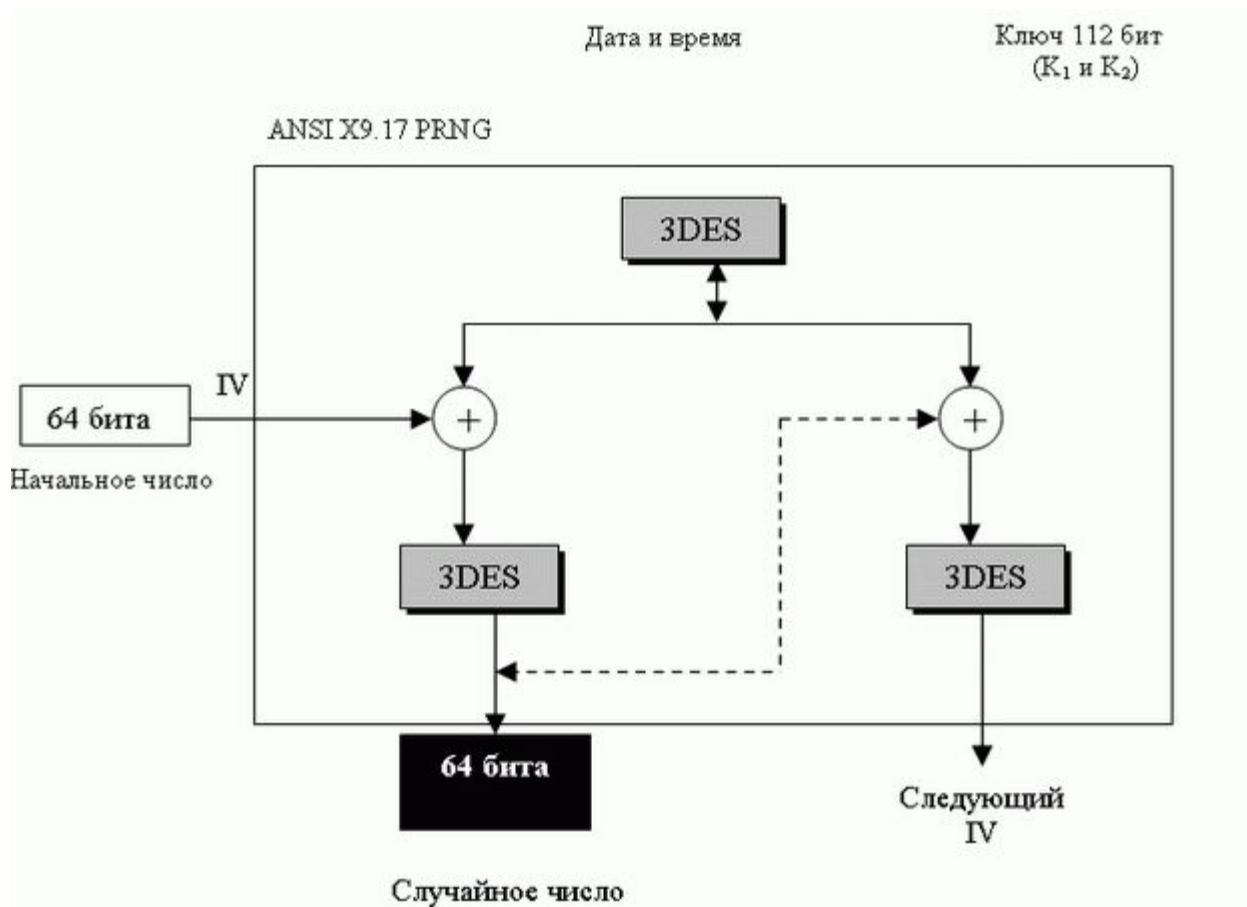 Дата и время
Ключ 112 бит
(K₁ и K₂)
ANSI X9.17 PRNG
3DES
IV
64 бита
+
+
Начальное число
3DES
3DES
64 бита
Следующий
IV
Случайное число